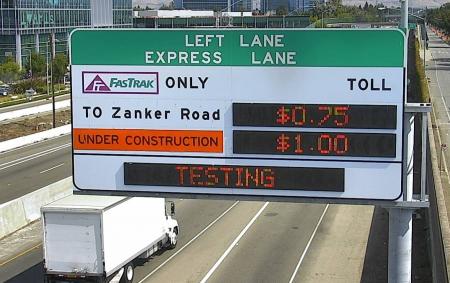 LEFT LANE
EXPRESS LANE
FASTRAK ONLY TOLL
TO Zanker Road $0.75
UNDER CONSTRUCTION $1.00
TESTING